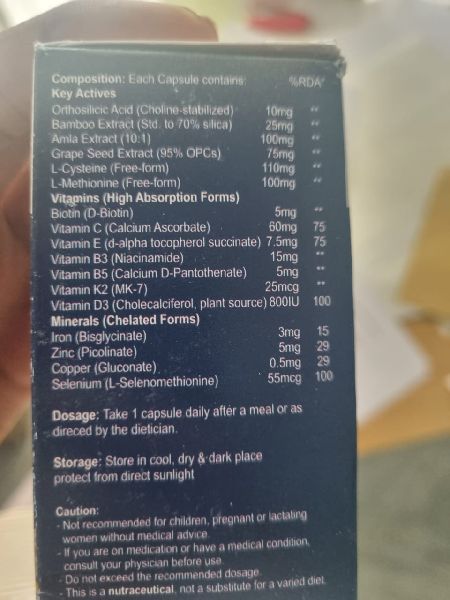 Composition: Each Capsule contains: %RDA*
Key Actives
Orthosilicic Acid (Choline-stabilized) 10mg **
Bamboo Extract (Std. to 70% silica) 25mg **
Amla Extract (10:1) 100mg **
Grape Seed Extract (95% OPCs) 75mg **
L-Cysteine (Free-form) 110mg **
L-Methionine (Free-form) 100mg **
Vitamins (High Absorption Forms)
Biotin (D-Biotin) 5mg **
Vitamin C (Calcium Ascorbate) 60mg 75
Vitamin E (d-alpha tocopherol succinate) 7.5mg 75
Vitamin B3 (Niacinamide) 15mg **
Vitamin B5 (Calcium D-Pantothenate) 5mg **
Vitamin K2 (MK-7) 25mcg **
Vitamin D3 (Cholecalciferol, plant source) 800IU 100
Minerals (Chelated Forms)
Iron (Bisglycinate) 3mg 15
Zinc (Picolinate) 5mg 29
Copper (Gluconate) 0.5mg 29
Selenium (L-Selenomethionine) 55mcg 100
Dosage: Take 1 capsule daily after a meal or as
direced by the dietician.
Storage: Store in cool, dry & dark place
protect from direct sunlight
Caution:
- Not recommended for children, pregnant or lactating
women without medical advice.
- If you are on medication or have a medical condition,
consult your physician before use.
- Do not exceed the recommended dosage.
- This is a nutraceutical, not a substitute for a varied diet.